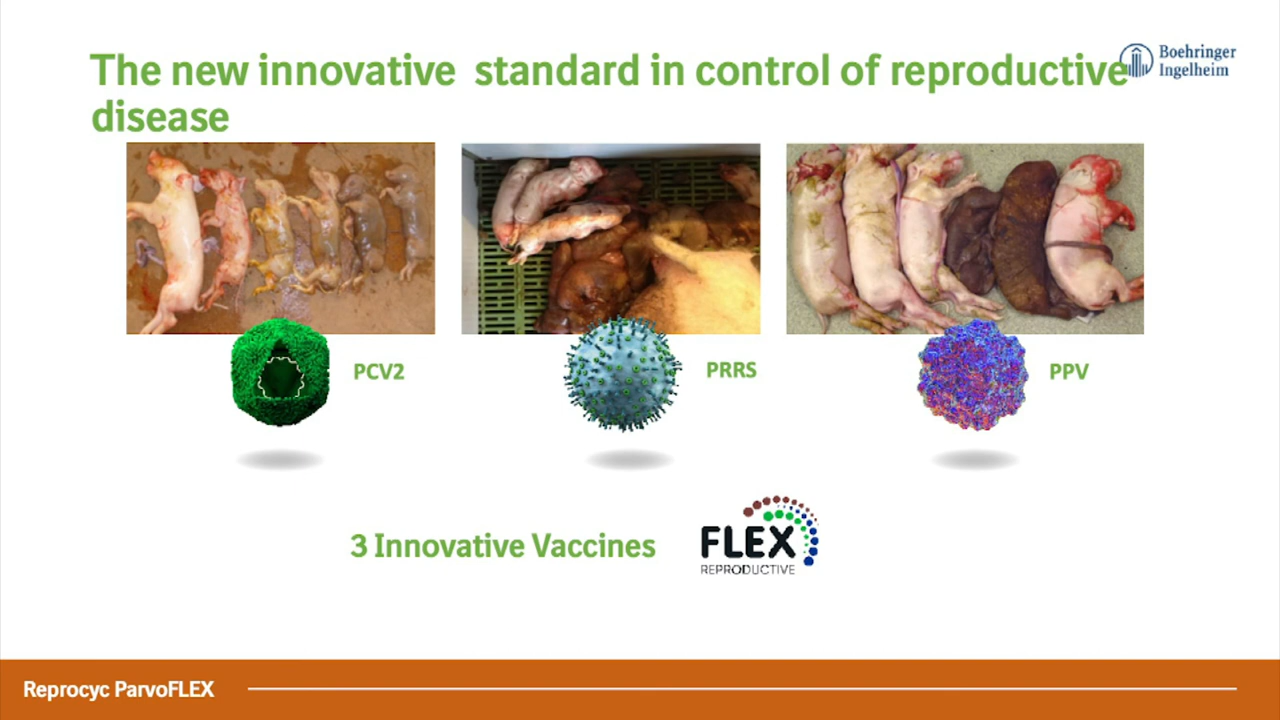 The new innovative standard in control of reproductive
disease
Boehringer
Ingelheim
PCV2
PRRS
PPV
3 Innovative Vaccines
FLEX
REPRODUCTIVE
Reprocyc ParvoFLEX